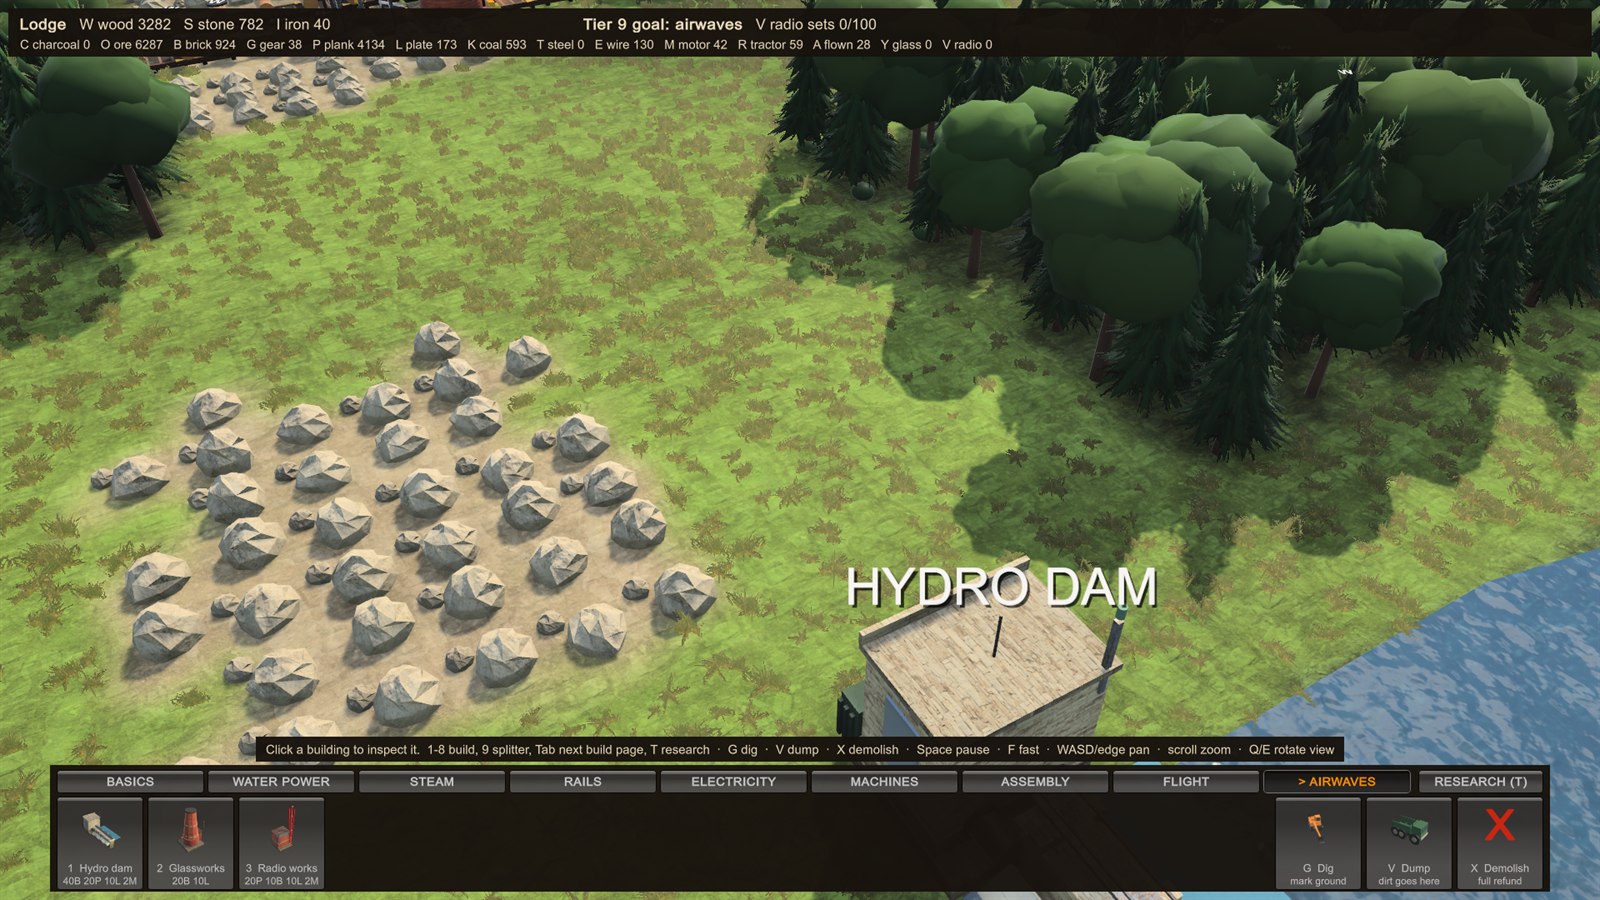 Lodge W wood 3282 S stone 782 I iron 40
Tier 9 goal: airwaves V radio sets 0/100
C charcoal 0 O ore 6287 B brick 924 G gear 38 P plank 4134 L plate 173 K coal 593 T steel 0 E wire 130 M motor 42 R tractor 59 A flown 28 Y glass 0 V radio 0
HYDRO DAM
Click a building to inspect it. 1-8 build, 9 splitter, Tab next build page, T research · G dig · V dump · X demolish · Space pause · F fast · WASD/edge pan · scroll zoom · Q/E rotate view
BASICS WATER POWER STEAM RAILS ELECTRICITY MACHINES ASSEMBLY FLIGHT > AIRWAVES RESEARCH (T)
1 Hydro dam
40B 20P 10L 2M
2 Glassworks
20B 10L
3 Radio works
20P 10B 10L 2M
G Dig
mark ground
V Dump
dirt goes here
X Demolish
full refund